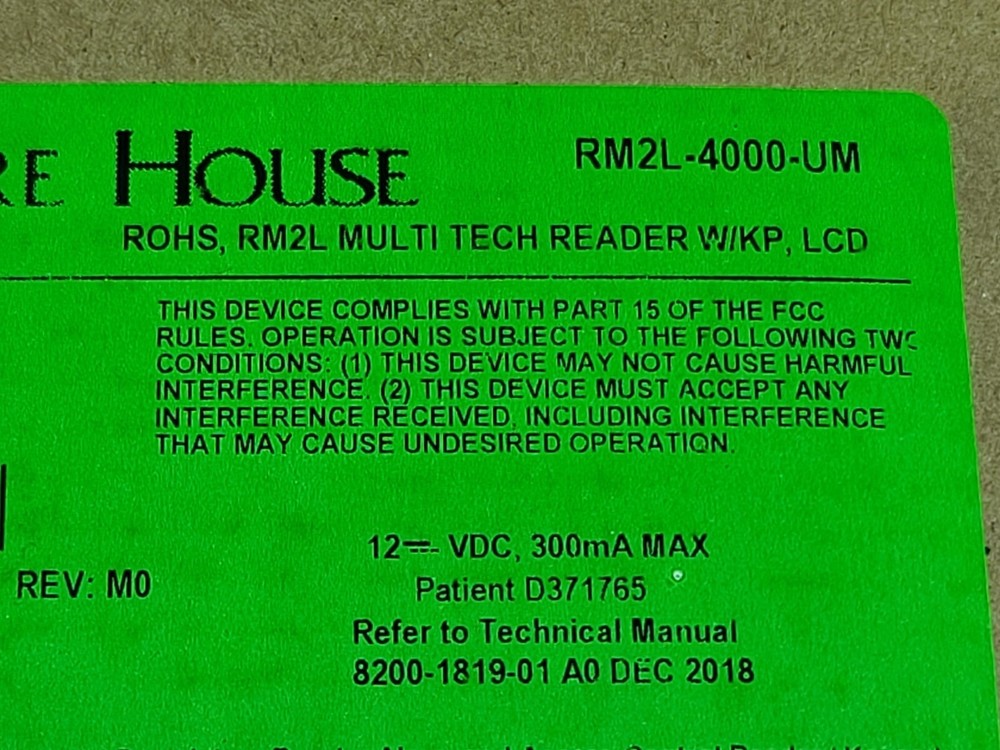 RE HOUSE
RM2L-4000-UM
ROHS, RM2L MULTI TECH READER W/KP, LCD
THIS DEVICE COMPLIES WITH PART 15 OF THE FCC
RULES. OPERATION IS SUBJECT TO THE FOLLOWING TWO
CONDITIONS: (1) THIS DEVICE MAY NOT CAUSE HARMFUL
INTERFERENCE. (2) THIS DEVICE MUST ACCEPT ANY
INTERFERENCE RECEIVED, INCLUDING INTERFERENCE
THAT MAY CAUSE UNDESIRED OPERATION.
12⎓ VDC, 300mA MAX
REV: M0
Patient D371765
Refer to Technical Manual
8200-1819-01 A0 DEC 2018